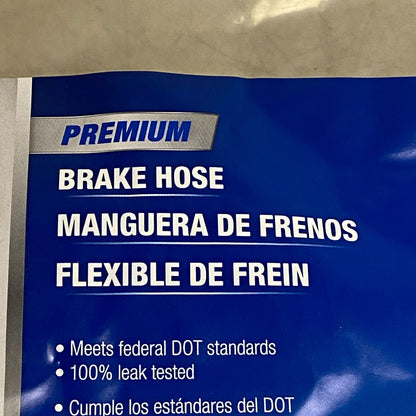 PREMIUM
BRAKE HOSE
MANGUERA DE FRENOS
FLEXIBLE DE FREIN
• Meets federal DOT standards
• 100% leak tested
• Cumple los estándares del DOT